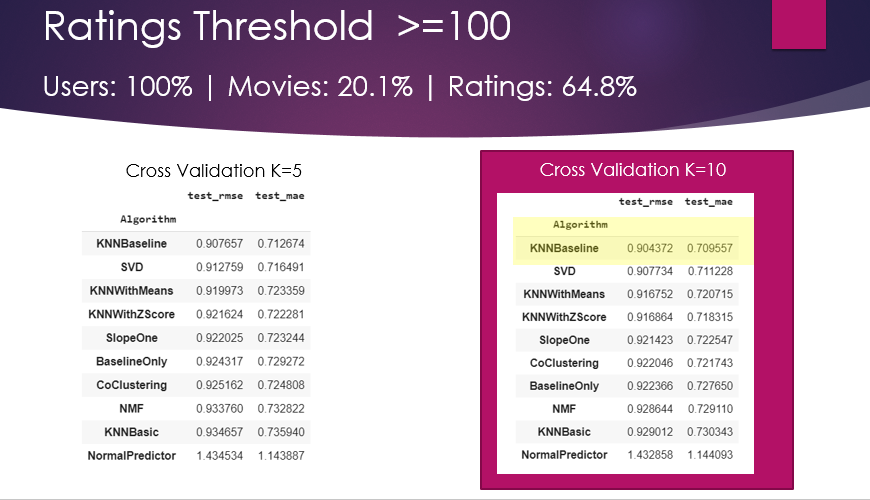 Ratings Threshold >=100
Users: 100% | Movies: 20.1% | Ratings: 64.8%
Cross Validation K=5
test_rmse test_mae
Algorithm
KNNBaseline 0.907657 0.712674
SVD 0.912759 0.716491
KNNWithMeans 0.919973 0.723359
KNNWithZScore 0.921624 0.722281
SlopeOne 0.922025 0.723244
BaselineOnly 0.924317 0.729272
CoClustering 0.925162 0.724808
NMF 0.933760 0.732822
KNNBasic 0.934657 0.735940
NormalPredictor 1.434534 1.143887
Cross Validation K=10
test_rmse test_mae
Algorithm
KNNBaseline 0.904372 0.709557
SVD 0.907734 0.711228
KNNWithMeans 0.916752 0.720715
KNNWithZScore 0.916864 0.718315
SlopeOne 0.921423 0.722547
CoClustering 0.922046 0.721743
BaselineOnly 0.922366 0.727650
NMF 0.928644 0.729110
KNNBasic 0.929012 0.730343
NormalPredictor 1.432858 1.144093